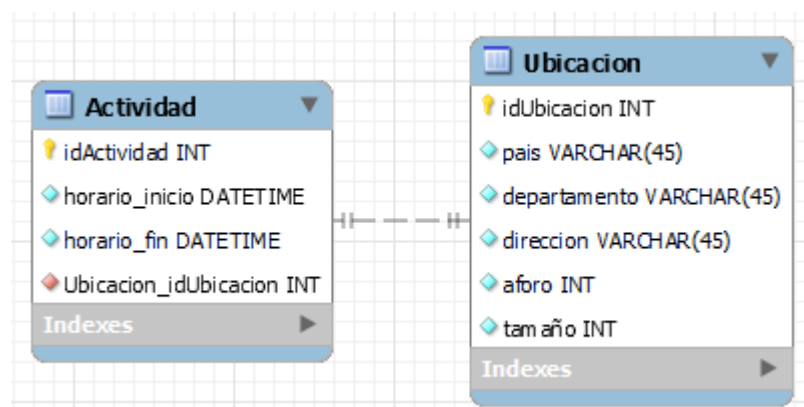 Actividad
idActividad INT
horario_inicio DATETIME
horario_fin DATETIME
Ubicacion_idUbicacion INT
Indexes
Ubicacion
idUbicacion INT
pais VARCHAR(45)
departamento VARCHAR(45)
direccion VARCHAR(45)
aforo INT
tamaño INT
Indexes